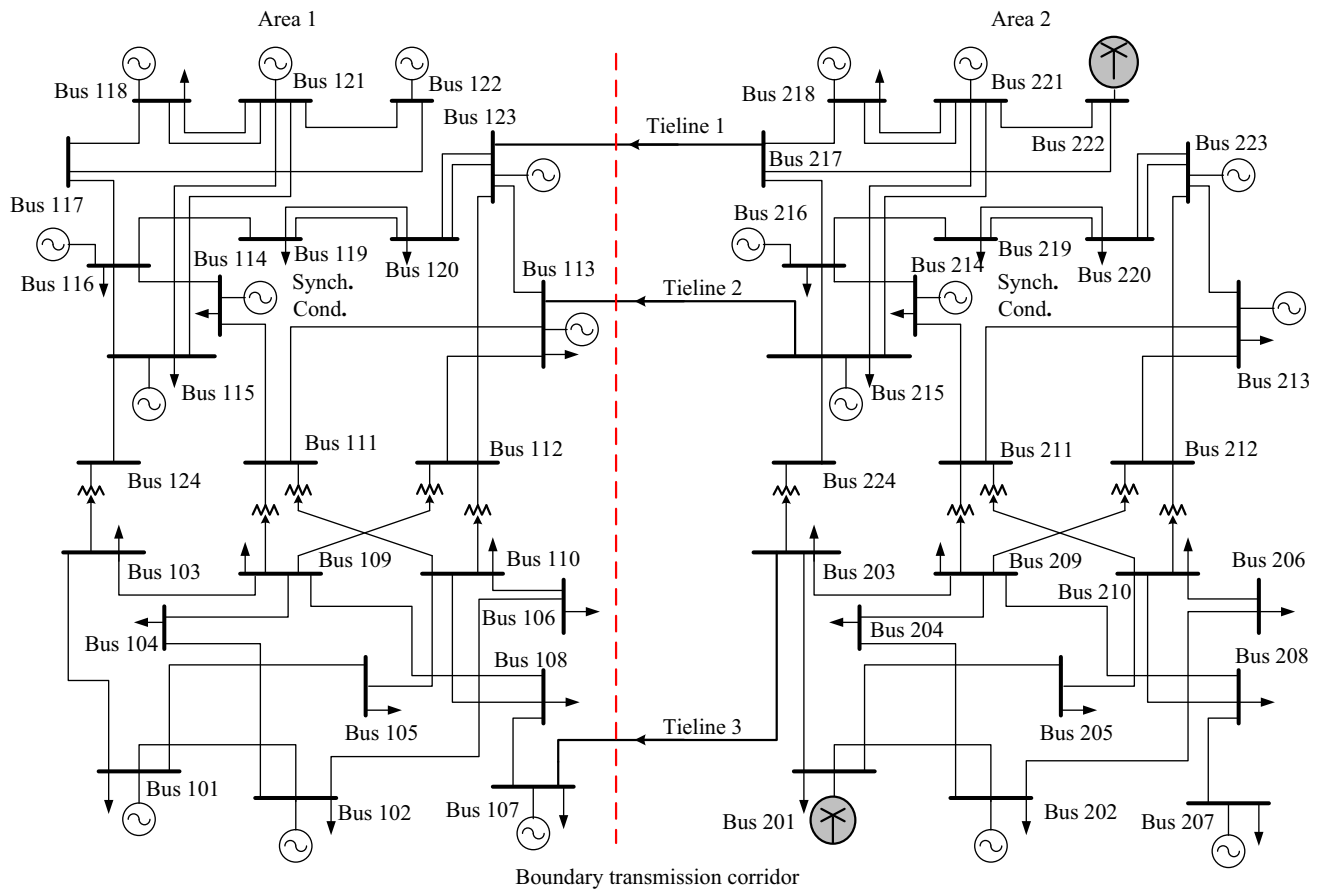 Area 1
Area 2
Bus 118
Bus 121
Bus 122
Bus 123
Tieline 1
Bus 218
Bus 221
Bus 222
Bus 223
Bus 217
Bus 117
Bus 116
Bus 114
Bus 119
Synch.
Cond.
Bus 120
Bus 113
Tieline 2
Bus 216
Bus 214
Bus 219
Synch.
Cond.
Bus 220
Bus 115
Bus 215
Bus 213
Bus 124
Bus 111
Bus 112
Bus 224
Bus 211
Bus 212
Bus 103
Bus 109
Bus 110
Bus 106
Bus 203
Bus 209
Bus 210
Bus 206
Bus 104
Bus 108
Bus 204
Bus 208
Bus 105
Tieline 3
Bus 205
Bus 101
Bus 102
Bus 107
Bus 201
Bus 202
Bus 207
Boundary transmission corridor